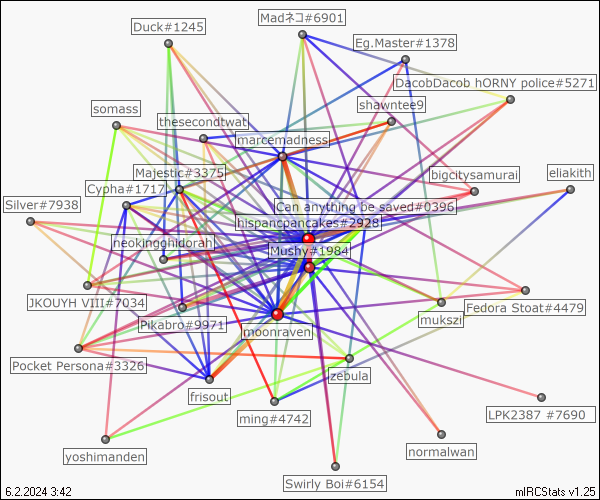 Duck#1245
Madネコ#6901
Eg.Master#1378
DacobDacob hORNY police#5271
shawntee9
somass
thesecondtwat
marcemadness
Majestic#3375
bigcitysamurai
eliakith
Cypha#1717
Silver#7938
Can anything be saved#0396
hispancpancakes#2928
neokingghidorah
Mushy#1984
JKOUYH VIII#7034
Fedora Stoat#4479
mukszi
Pikabro#9971
moonraven
Pocket Persona#3326
zebula
frisout
ming#4742
LPK2387 #7690
normalwan
yoshimanden
Swirly Boi#6154
6.2.2024 3:42
mIRCStats v1.25